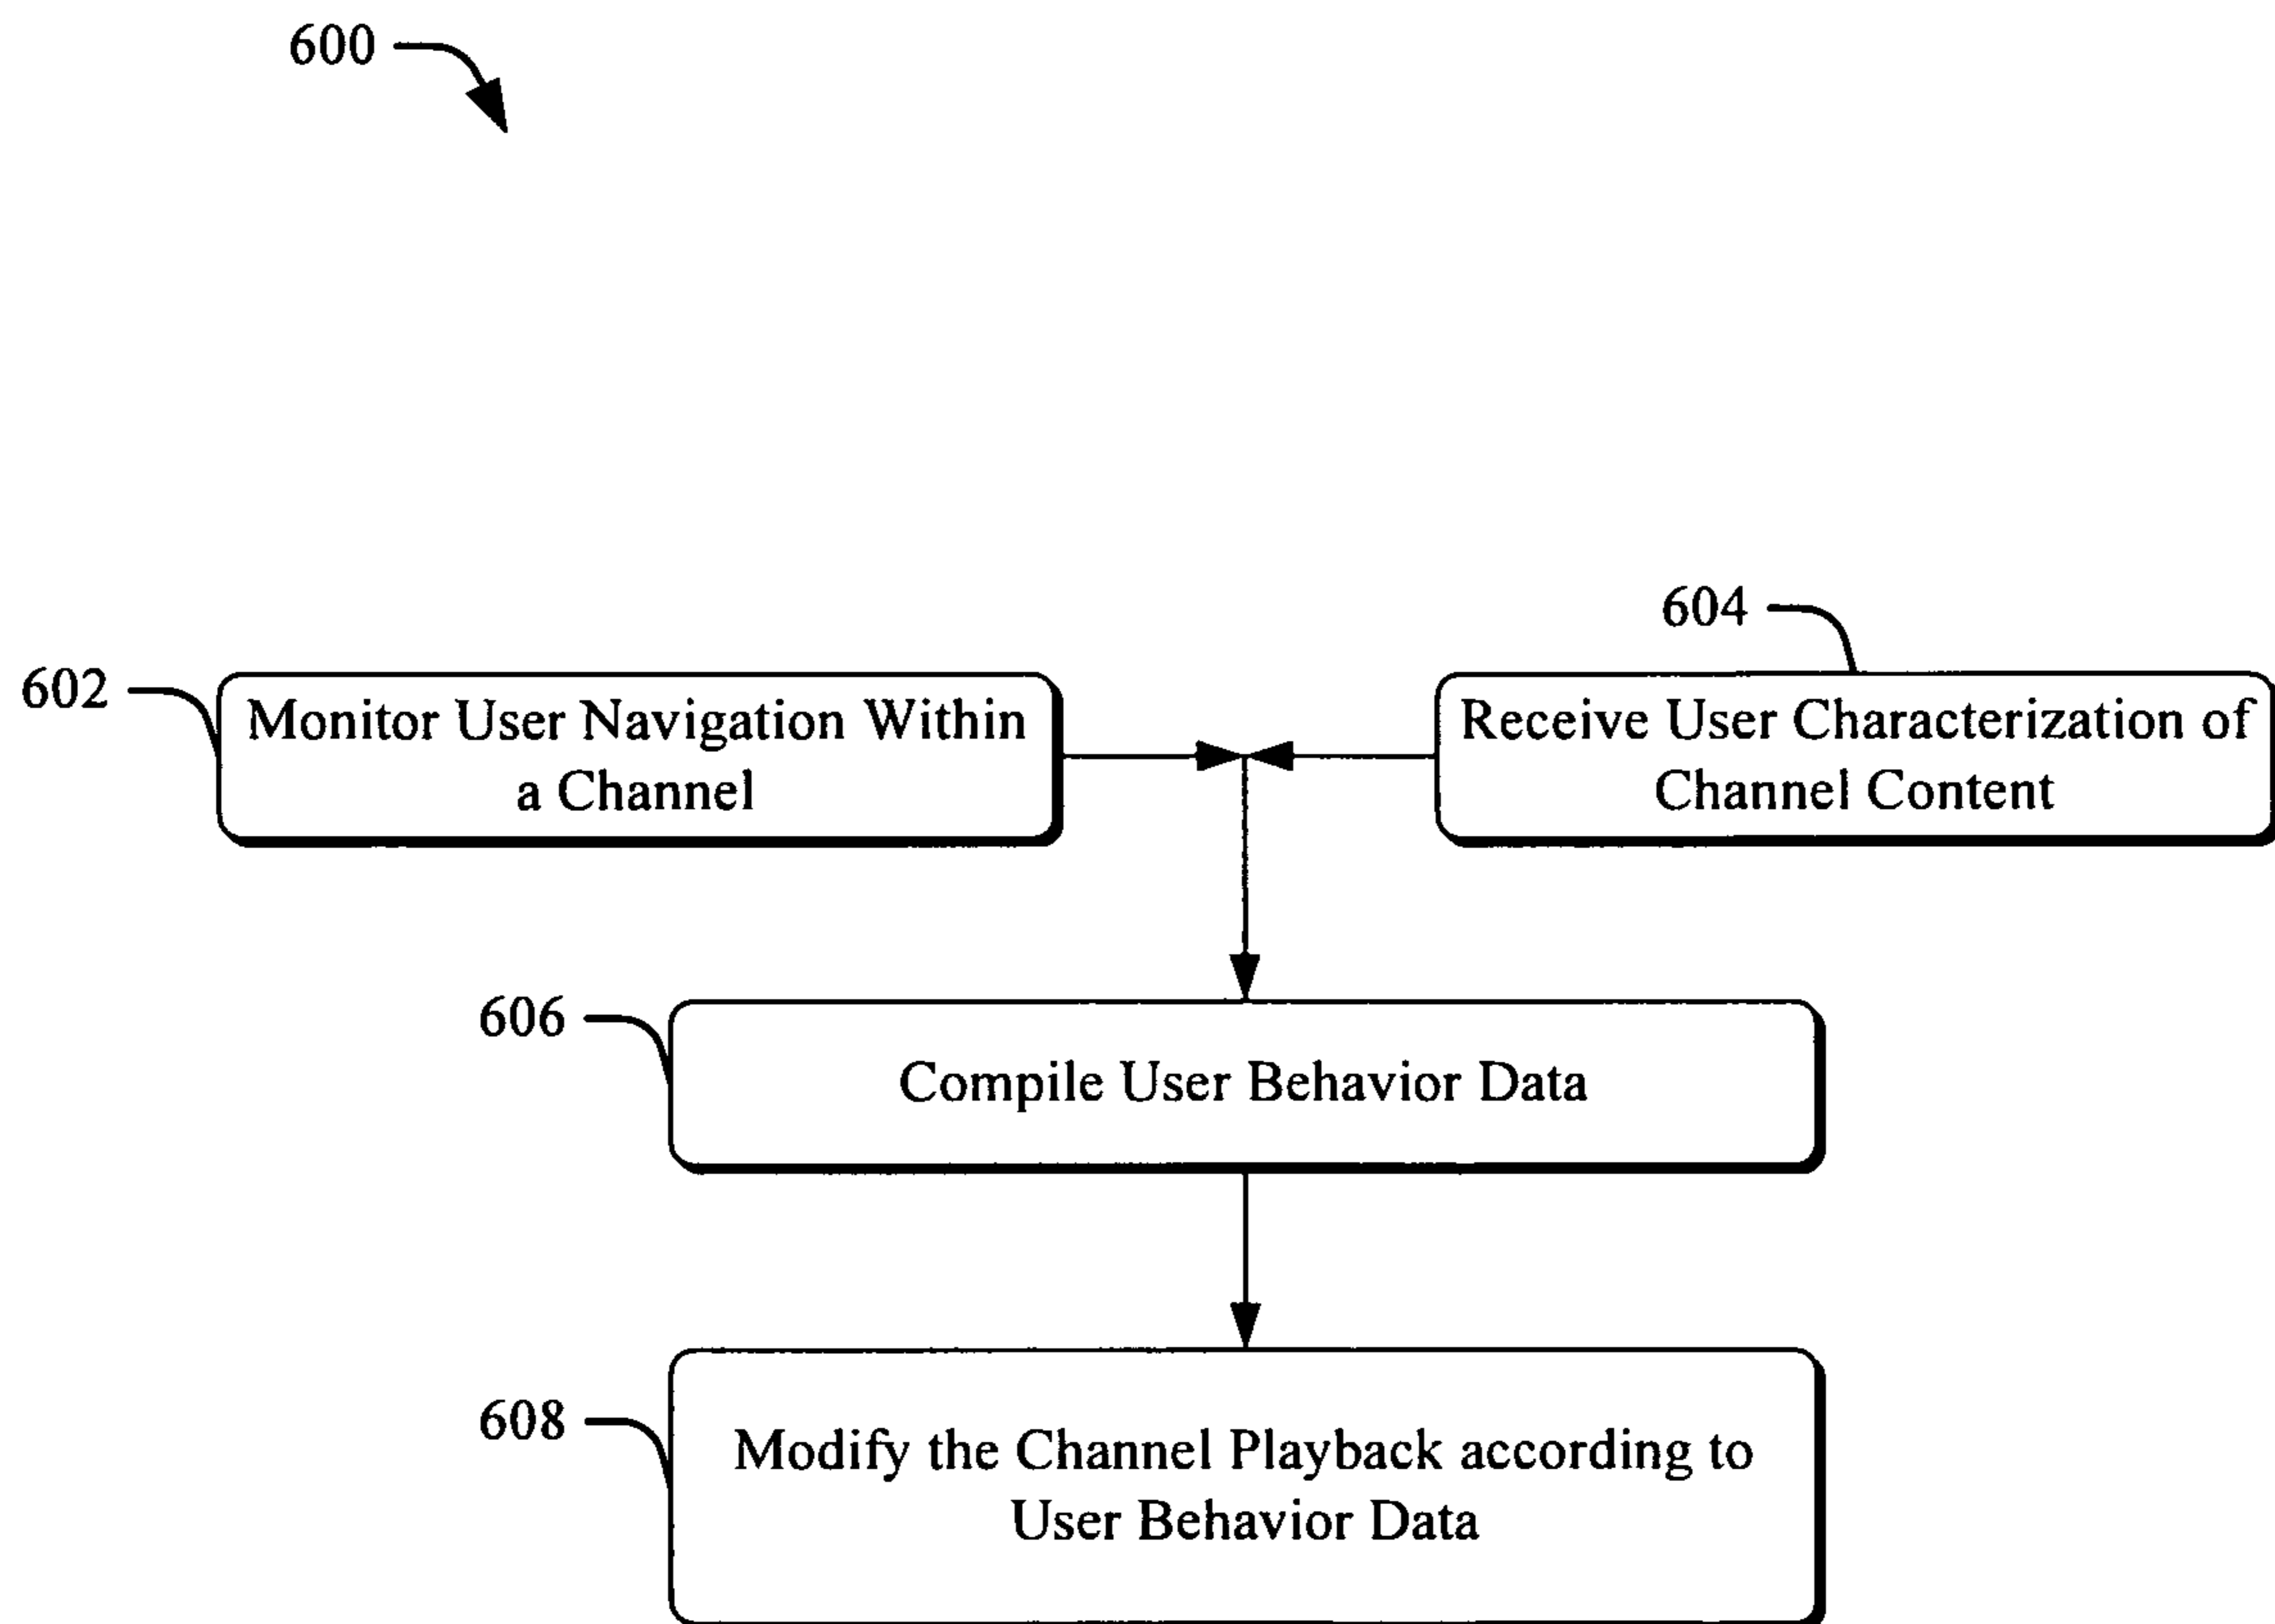 600
604
602
Monitor User Navigation Within
a Channel
Receive User Characterization of
Channel Content
606
Compile User Behavior Data
608
Modify the Channel Playback according to
User Behavior Data